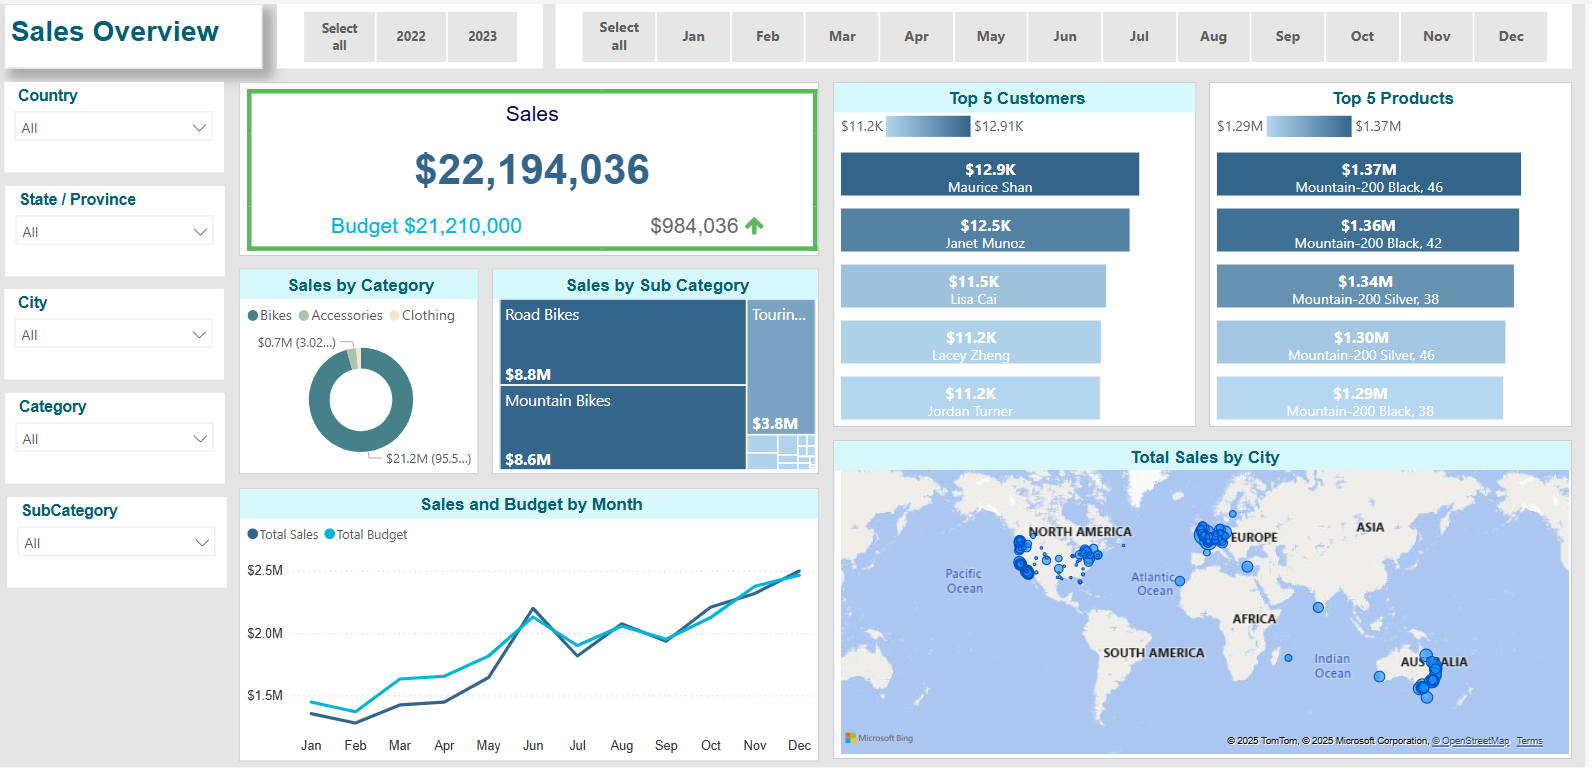 Sales Overview
Select all
2022
2023
Select all
Jan
Feb
Mar
Apr
May
Jun
Jul
Aug
Sep
Oct
Nov
Dec
Country
All
State / Province
All
City
All
Category
All
SubCategory
All
Sales
$22,194,036
Budget $21,210,000
$984,036
Sales by Category
Bikes Accessories Clothing
$0.7M (3.02...)
$21.2M (95.5...)
Sales by Sub Category
Road Bikes
$8.8M
Mountain Bikes
$8.6M
Tourin...
$3.8M
Sales and Budget by Month
Total Sales Total Budget
$2.5M
$2.0M
$1.5M
Jan Feb Mar Apr May Jun Jul Aug Sep Oct Nov Dec
Top 5 Customers
$11.2K $12.91K
$12.9K
Maurice Shan
$12.5K
Janet Munoz
$11.5K
Lisa Cai
$11.2K
Lacey Zheng
$11.2K
Jordan Turner
Top 5 Products
$1.29M $1.37M
$1.37M
Mountain-200 Black, 46
$1.36M
Mountain-200 Black, 42
$1.34M
Mountain-200 Silver, 38
$1.30M
Mountain-200 Silver, 46
$1.29M
Mountain-200 Black, 38
Total Sales by City
NORTH AMERICA
EUROPE
ASIA
Pacific
Ocean
Atlantic
Ocean
AFRICA
SOUTH AMERICA
Indian
Ocean
AUSTRALIA
Microsoft Bing
© 2025 TomTom, © 2025 Microsoft Corporation, © OpenStreetMap Terms